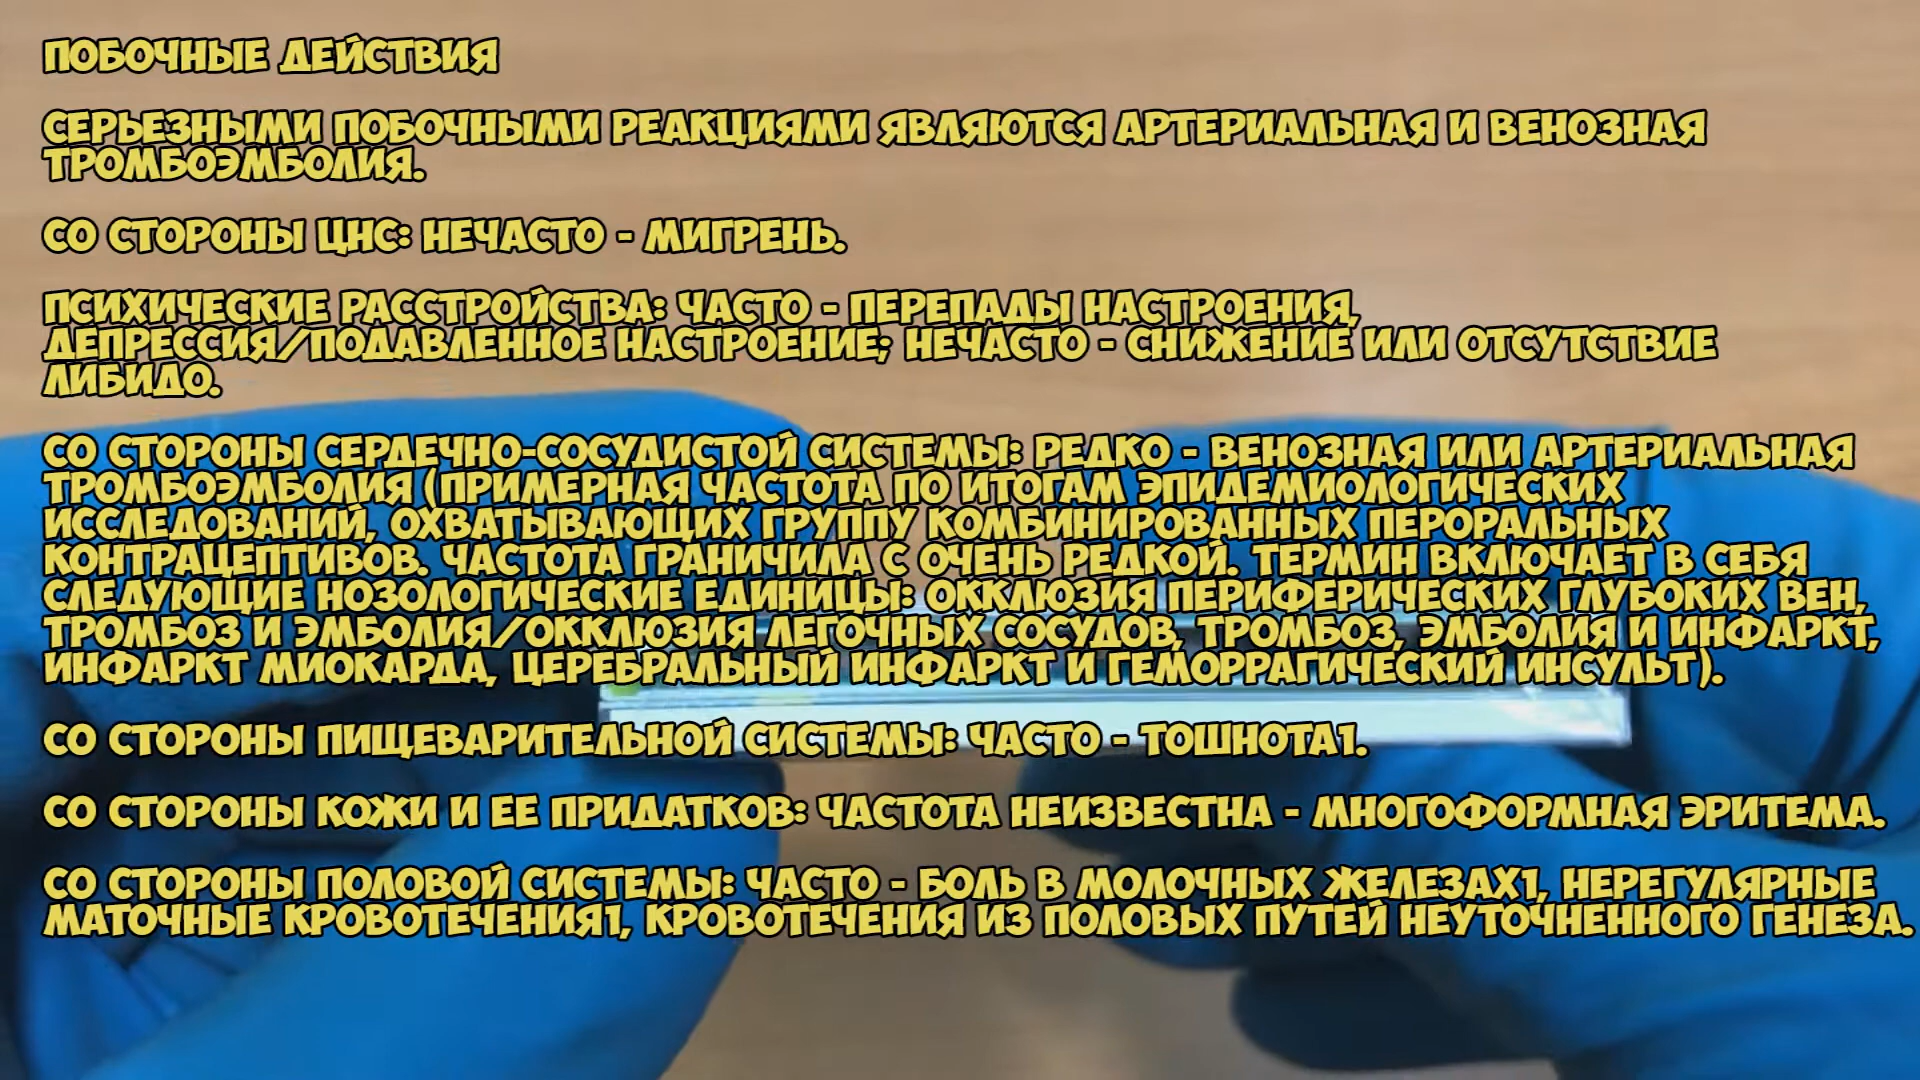 ПОБОЧНЫЕ ДЕЙСТВИЯ
СЕРЬЕЗНЫМИ ПОБОЧНЫМИ РЕАКЦИЯМИ ЯВЛЯЮТСЯ АРТЕРИАЛЬНАЯ И ВЕНОЗНАЯ
ТРОМБОЭМБОЛИЯ.
СО СТОРОНЫ ЦНС: НЕЧАСТО - МИГРЕНЬ.
ПСИХИЧЕСКИЕ РАССТРОЙСТВА: ЧАСТО - ПЕРЕПАДЫ НАСТРОЕНИЯ,
ДЕПРЕССИЯ/ПОДАВЛЕННОЕ НАСТРОЕНИЕ; НЕЧАСТО - СНИЖЕНИЕ ИЛИ ОТСУТСТВИЕ
ЛИБИДО.
СО СТОРОНЫ СЕРДЕЧНО-СОСУДИСТОЙ СИСТЕМЫ: РЕДКО - ВЕНОЗНАЯ ИЛИ АРТЕРИАЛЬНАЯ
ТРОМБОЭМБОЛИЯ (ПРИМЕРНАЯ ЧАСТОТА ПО ИТОГАМ ЭПИДЕМИОЛОГИЧЕСКИХ
ИССЛЕДОВАНИЙ, ОХВАТЫВАЮЩИХ ГРУППУ КОМБИНИРОВАННЫХ ПЕРОРАЛЬНЫХ
КОНТРАЦЕПТИВОВ. ЧАСТОТА ГРАНИЧИЛА С ОЧЕНЬ РЕДКОЙ. ТЕРМИН ВКЛЮЧАЕТ В СЕБЯ
СЛЕДУЮЩИЕ НОЗОЛОГИЧЕСКИЕ ЕДИНИЦЫ: ОККЛЮЗИЯ ПЕРИФЕРИЧЕСКИХ ГЛУБОКИХ ВЕН,
ТРОМБОЗ И ЭМБОЛИЯ/ОККЛЮЗИЯ ЛЕГОЧНЫХ СОСУДОВ, ТРОМБОЗ, ЭМБОЛИЯ И ИНФАРКТ,
ИНФАРКТ МИОКАРДА, ЦЕРЕБРАЛЬНЫЙ ИНФАРКТ И ГЕМОРРАГИЧЕСКИЙ ИНСУЛЬТ).
СО СТОРОНЫ ПИЩЕВАРИТЕЛЬНОЙ СИСТЕМЫ: ЧАСТО - ТОШНОТА1.
СО СТОРОНЫ КОЖИ И ЕЕ ПРИДАТКОВ: ЧАСТОТА НЕИЗВЕСТНА - МНОГОФОРМНАЯ ЭРИТЕМА.
СО СТОРОНЫ ПОЛОВОЙ СИСТЕМЫ: ЧАСТО - БОЛЬ В МОЛОЧНЫХ ЖЕЛЕЗАХ1, НЕРЕГУЛЯРНЫЕ
МАТОЧНЫЕ КРОВОТЕЧЕНИЯ1, КРОВОТЕЧЕНИЯ ИЗ ПОЛОВЫХ ПУТЕЙ НЕУТОЧНЕННОГО ГЕНЕЗА.